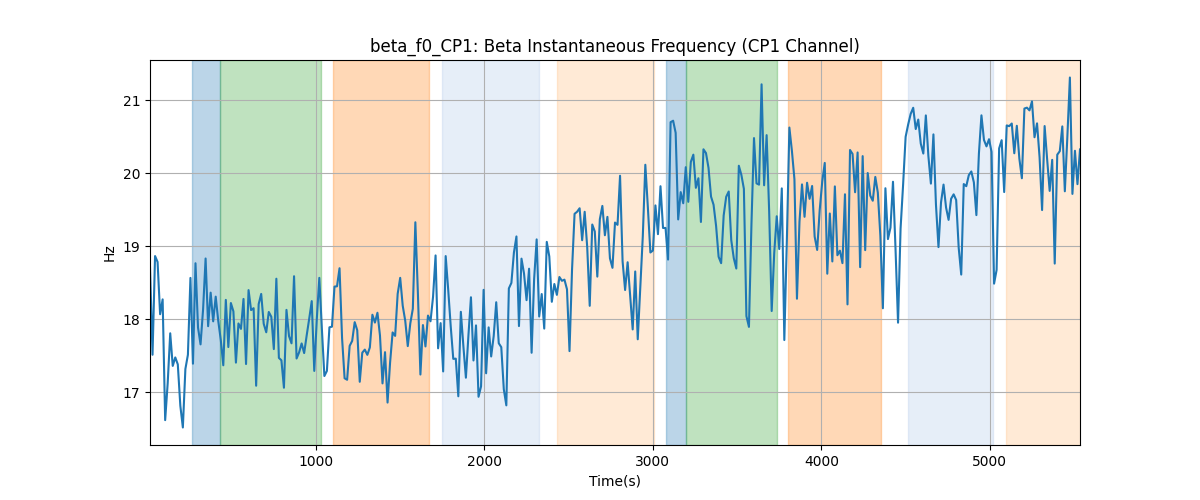 beta_f0_CP1: Beta Instantaneous Frequency (CP1 Channel)
21
20
19
18
17
Hz
1000 2000 3000 4000 5000
Time(s)